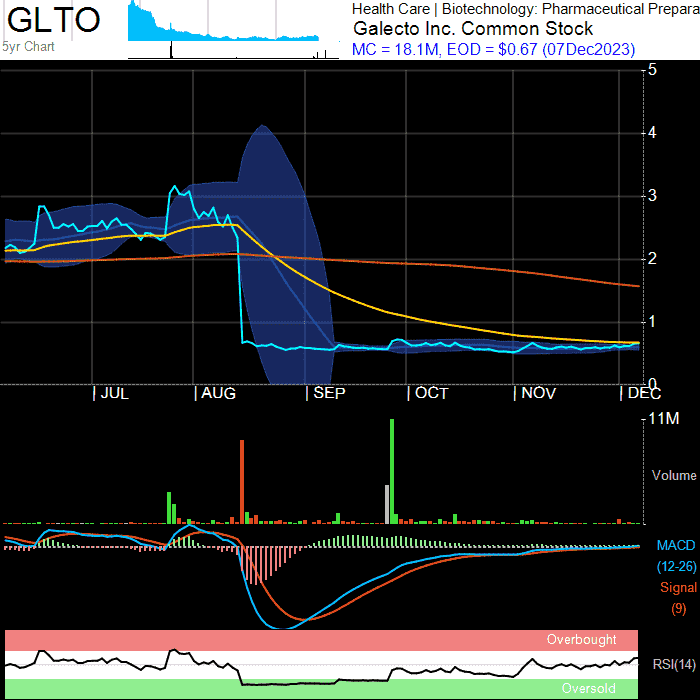 GLTO
5yr Chart
Health Care | Biotechnology: Pharmaceutical Prepara
Galecto Inc. Common Stock
MC = 18.1M, EOD = $0.67 (07Dec2023)
5
4
3
2
1
0
JUL
AUG
SEP
OCT
NOV
DEC
11M
Volume
MACD
(12-26)
Signal
(9)
Overbought
RSI(14)
Oversold